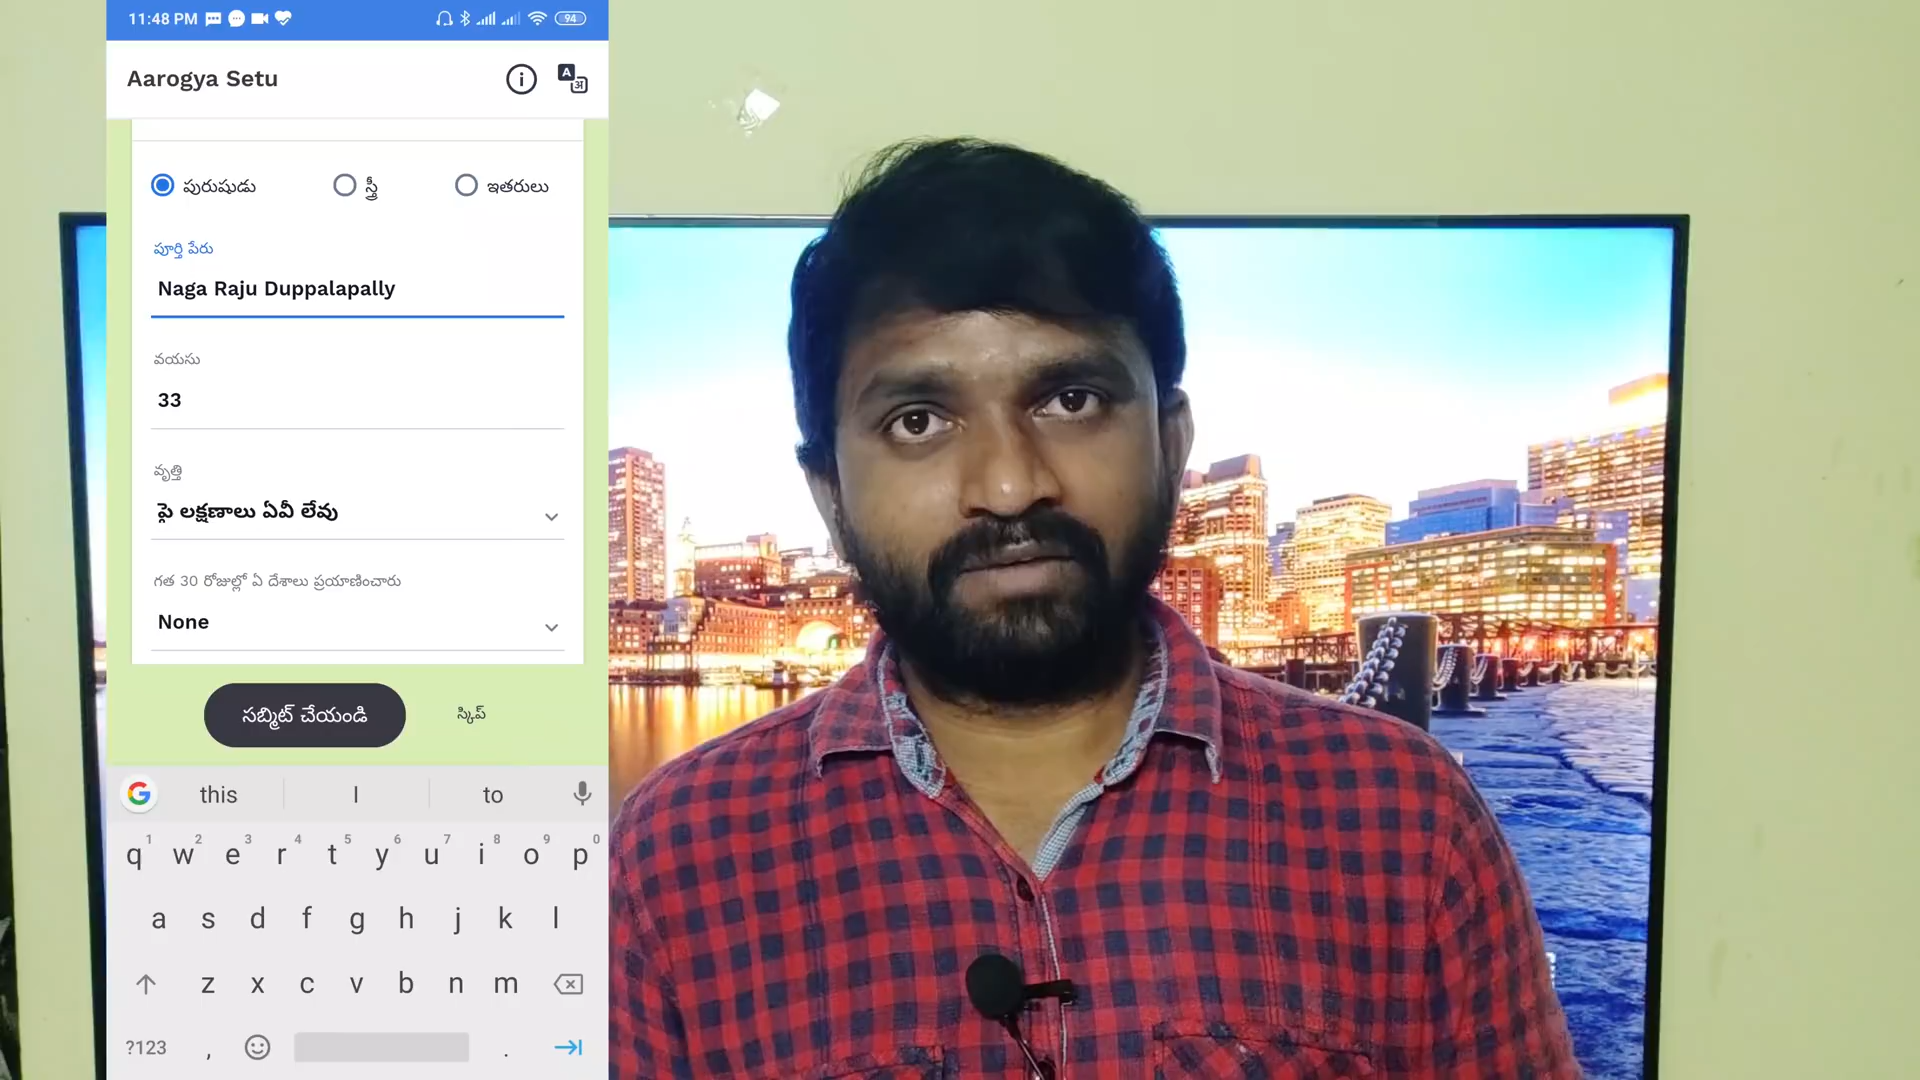 11:48 PM 94
Aarogya Setu
A
अ
పురుషుడు స్త్రీ ఇతరులు
పూర్తి పేరు
Naga Raju Duppalapally
వయసు
33
వృత్తి
పై లక్షణాలు ఏవీ లేవు
గత 30 రోజుల్లో ఏ దేశాలు ప్రయాణించారు
None
సబ్మిట్ చేయండి స్కిప్
this I to
1 2 3 4 5 6 7 8 9 0
q w e r t y u i o p
a s d f g h j k l
z x c v b n m
?123 , .